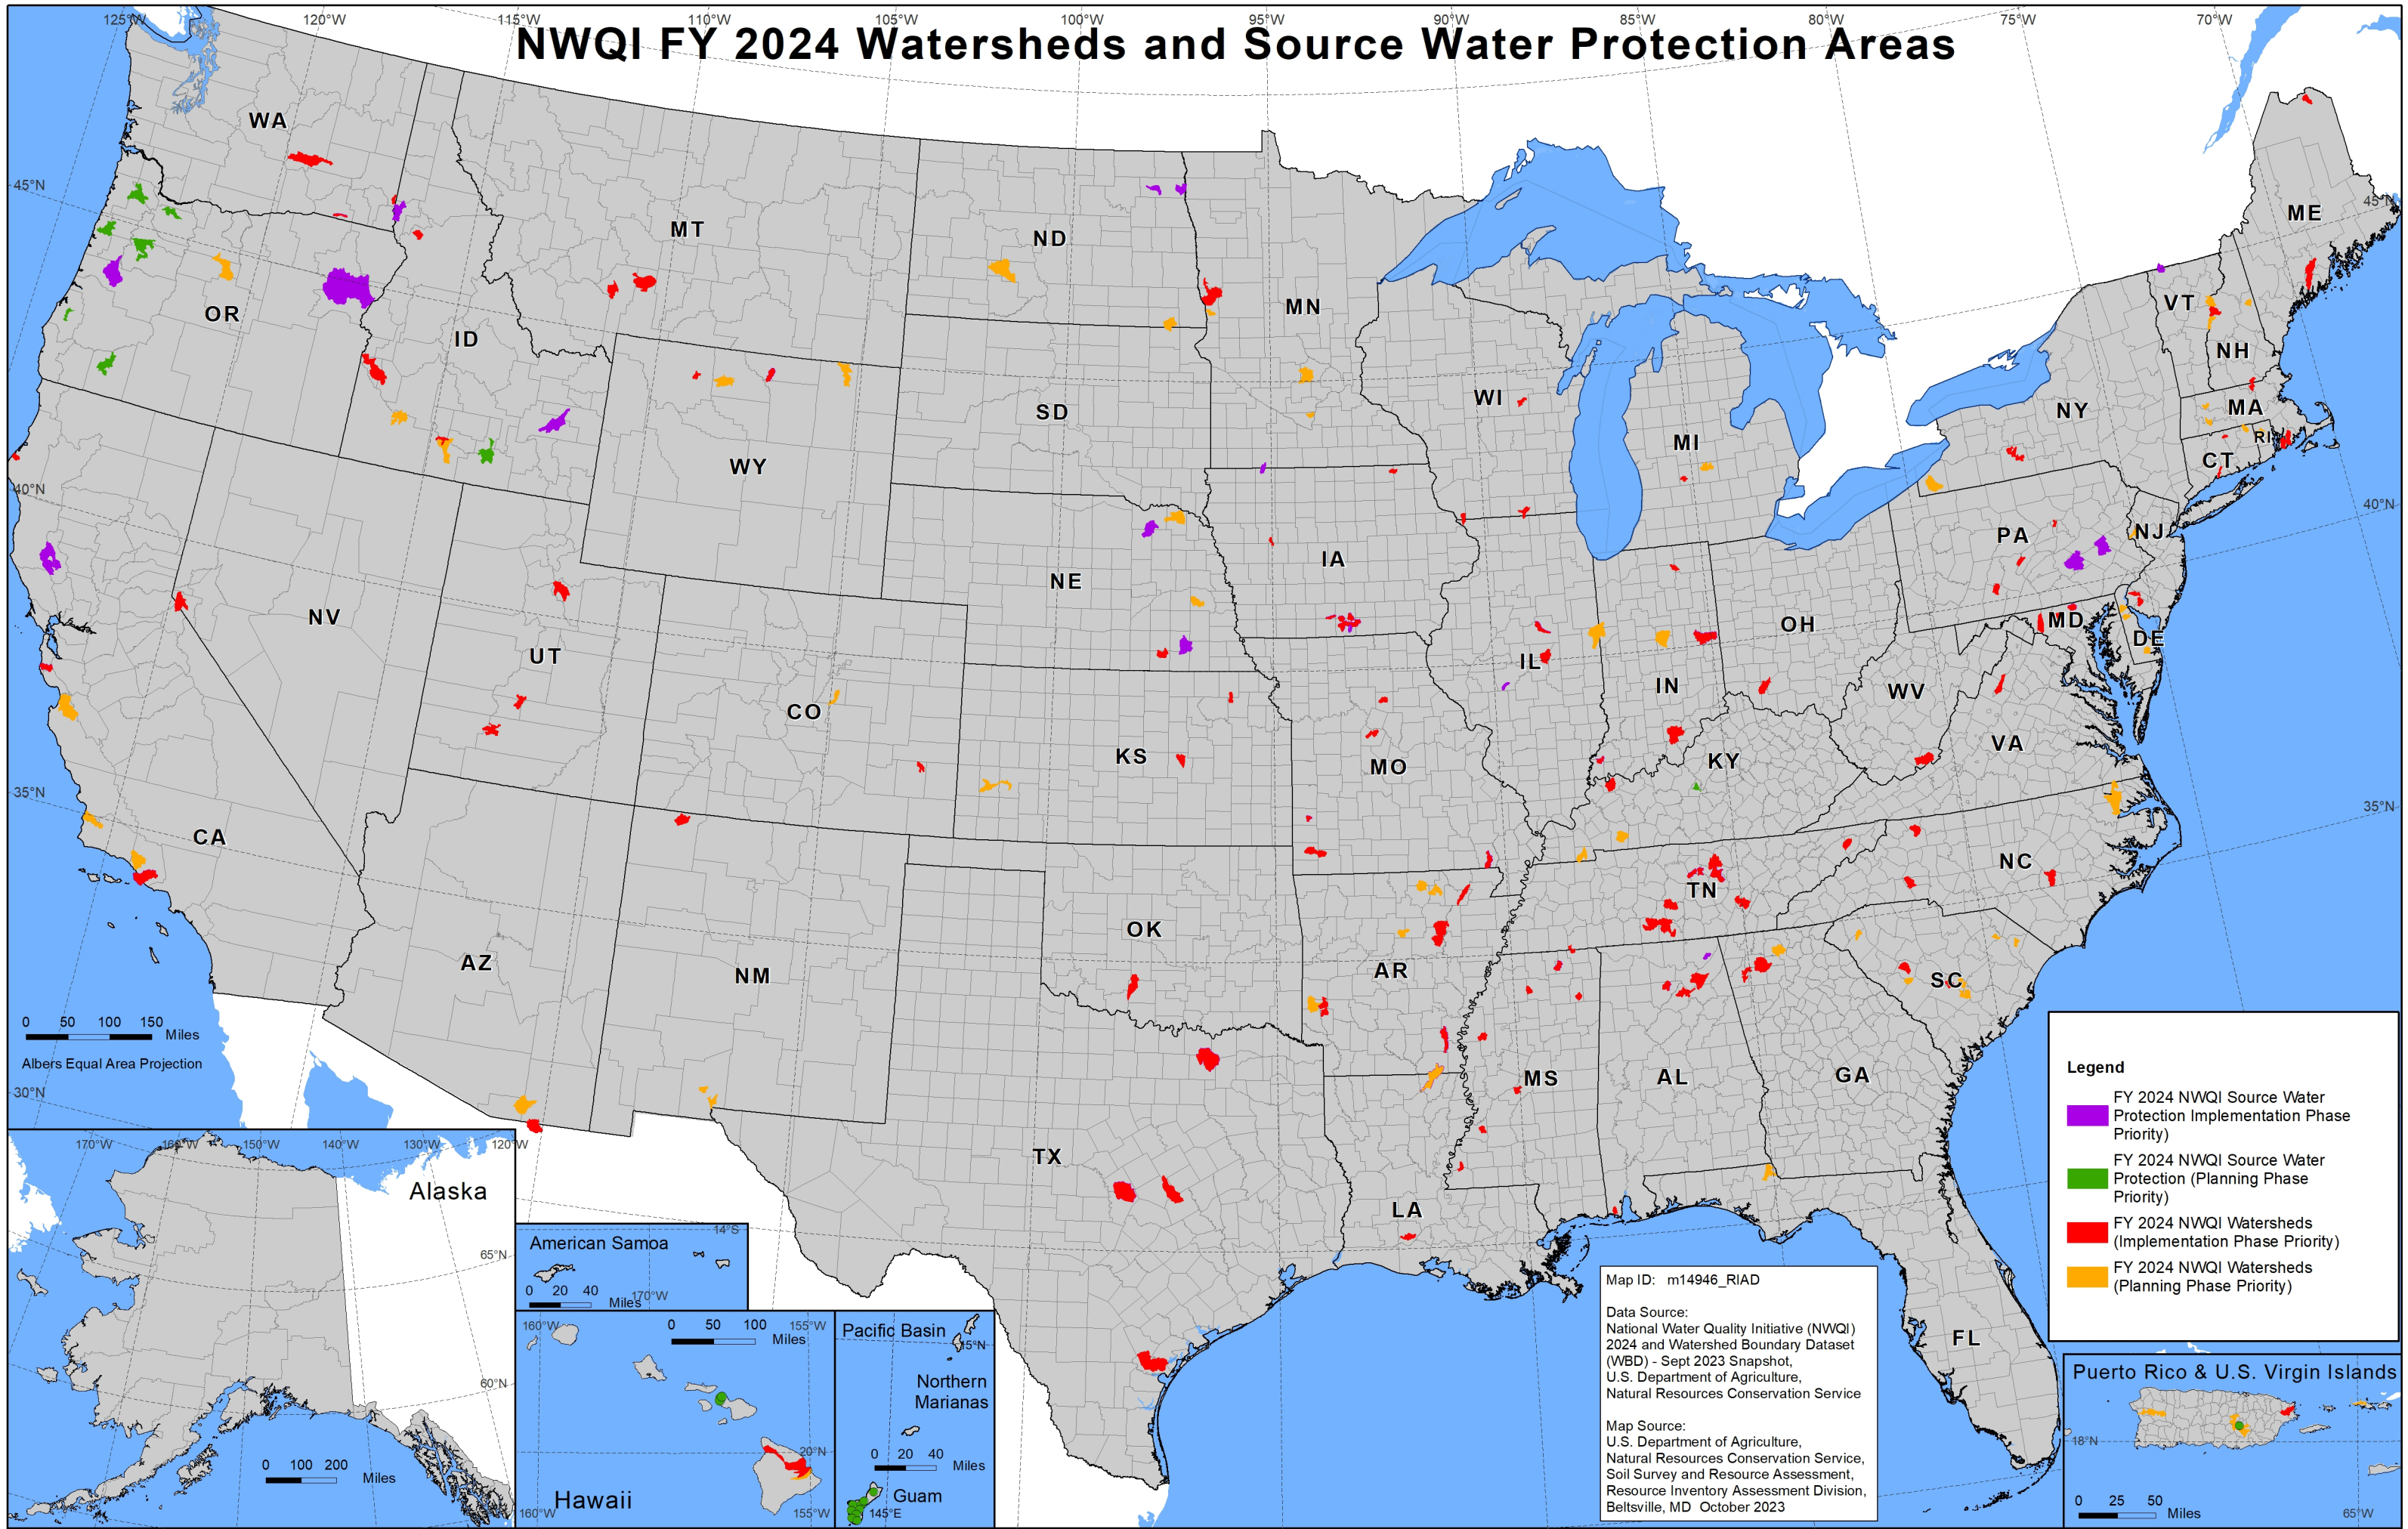 125°W 120°W 115°W 110°W 105°W 100°W 95°W 90°W 85°W 80°W 75°W 70°W
NWQI FY 2024 Watersheds and Source Water Protection Areas
WA
45°N
45°N
ME
MT
ND
MN
VT
OR
ID
NH
WI
SD
NY
MA
MI
RI
WY
CT
40°N
40°N
PA
NJ
IA
NE
NV
OH
MD
DE
UT
IL
IN
WV
CO
VA
KS
KY
MO
35°N
35°N
CA
NC
TN
OK
AZ
NM
AR
SC
0 50 100 150
Miles
Albers Equal Area Projection
30°N
MS
AL
GA
TX
LA
FL
Legend
FY 2024 NWQI Source Water
Protection Implementation Phase
Priority)
FY 2024 NWQI Source Water
Protection (Planning Phase
Priority)
FY 2024 NWQI Watersheds
(Implementation Phase Priority)
FY 2024 NWQI Watersheds
(Planning Phase Priority)
170°W 160°W 150°W 140°W 130°W 120°W
Alaska
65°N
60°N
0 100 200
Miles
14°S
American Samoa
0 20 40
Miles
170°W
160°W
0 50 100
Miles
155°W
20°N
Hawaii
160°W
155°W
Pacific Basin
15°N
Northern
Marianas
0 20 40
Miles
Guam
145°E
Map ID: m14946_RIAD
Data Source:
National Water Quality Initiative (NWQI)
2024 and Watershed Boundary Dataset
(WBD) - Sept 2023 Snapshot,
U.S. Department of Agriculture,
Natural Resources Conservation Service
Map Source:
U.S. Department of Agriculture,
Natural Resources Conservation Service,
Soil Survey and Resource Assessment,
Resource Inventory Assessment Division,
Beltsville, MD October 2023
Puerto Rico & U.S. Virgin Islands
18°N
0 25 50
Miles
65°W